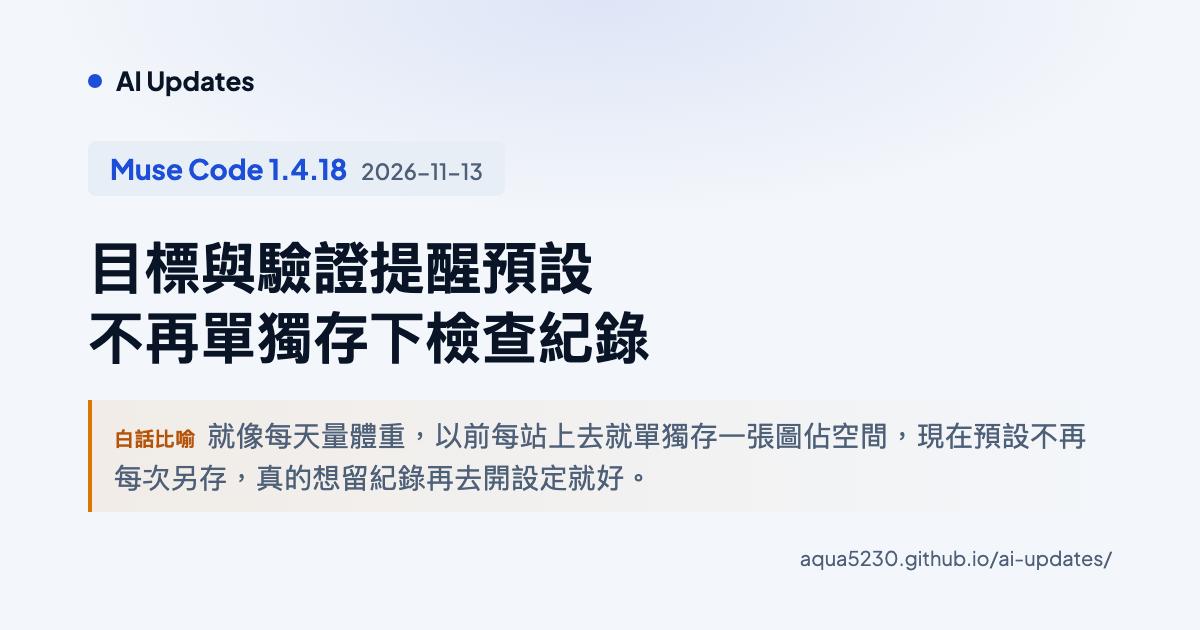 AI Updates
Muse Code 1.4.18 2026-11-13
目標與驗證提醒預設
不再單獨存下檢查紀錄
白話比喻 就像每天量體重，以前每站上去就單獨存一張圖佔空間，現在預設不再
每次另存，真的想留紀錄再去開設定就好。
aqua5230.github.io/ai-updates/